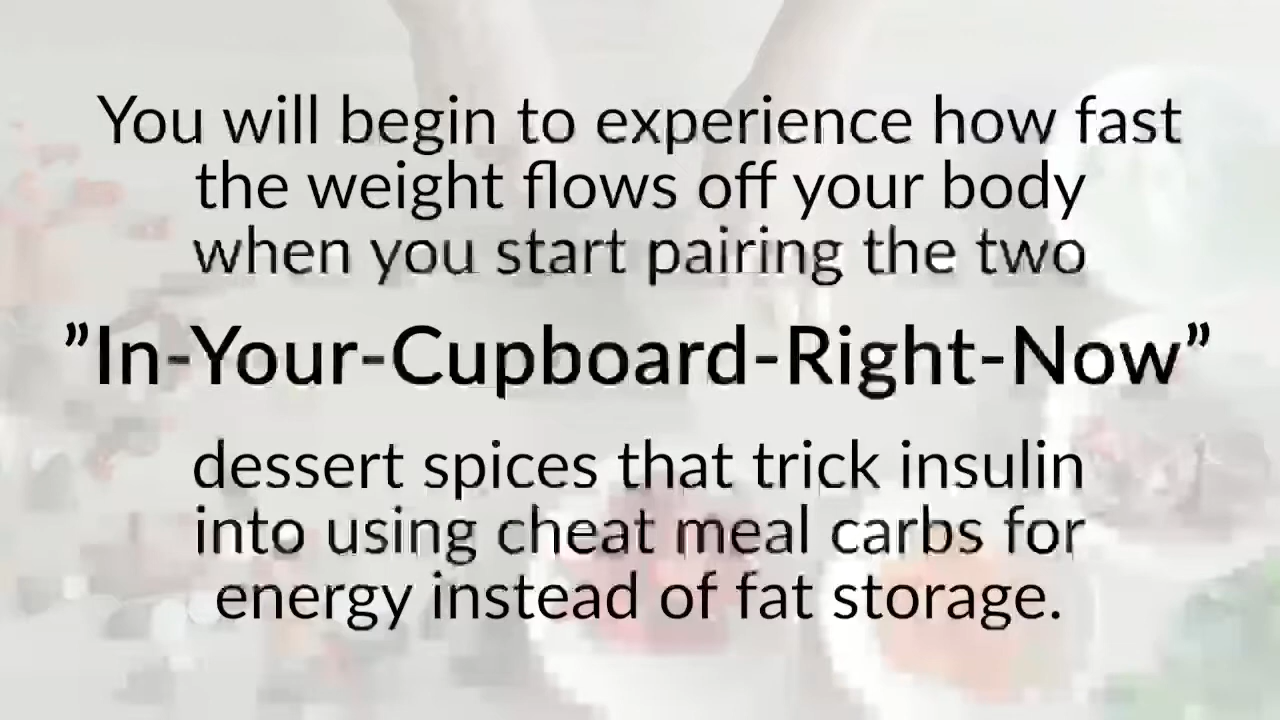 You will begin to experience how fast
the weight flows off your body
when you start pairing the two
”In-Your-Cupboard-Right-Now”
dessert spices that trick insulin
into using cheat meal carbs for
energy instead of fat storage.